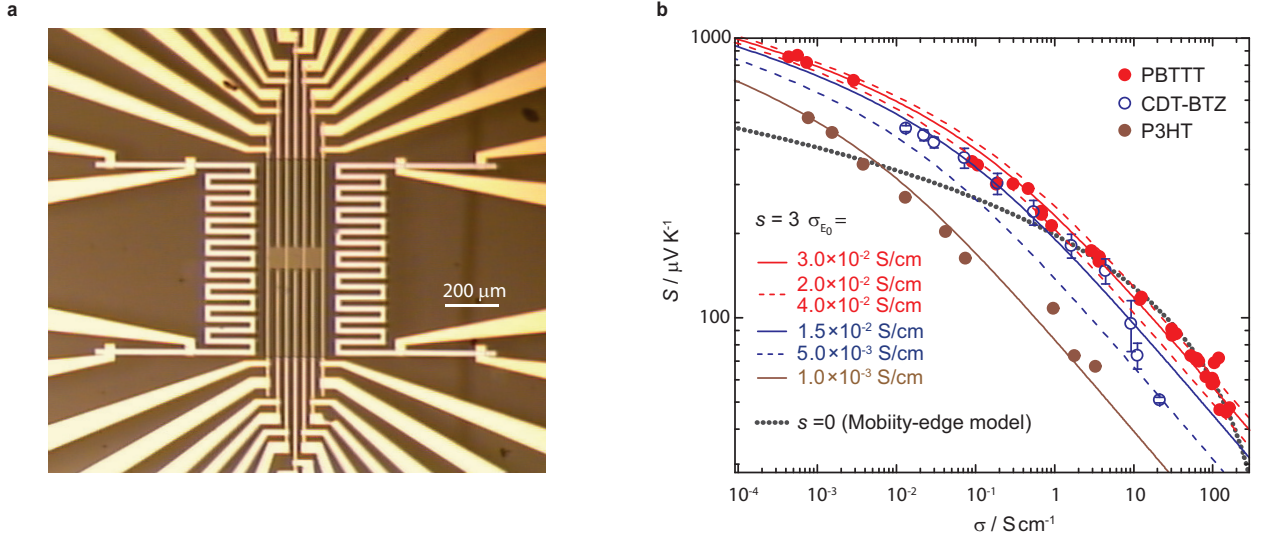 a
200 µm
b
1000
100
S / µV K⁻¹
PBTTT
CDT-BTZ
P3HT
s = 3 σ_E₀ =
3.0×10⁻² S/cm
2.0×10⁻² S/cm
4.0×10⁻² S/cm
1.5×10⁻² S/cm
5.0×10⁻³ S/cm
1.0×10⁻³ S/cm
s =0 (Mobiity-edge model)
10⁻⁴ 10⁻³ 10⁻² 10⁻¹ 1 10 100
σ / S cm⁻¹